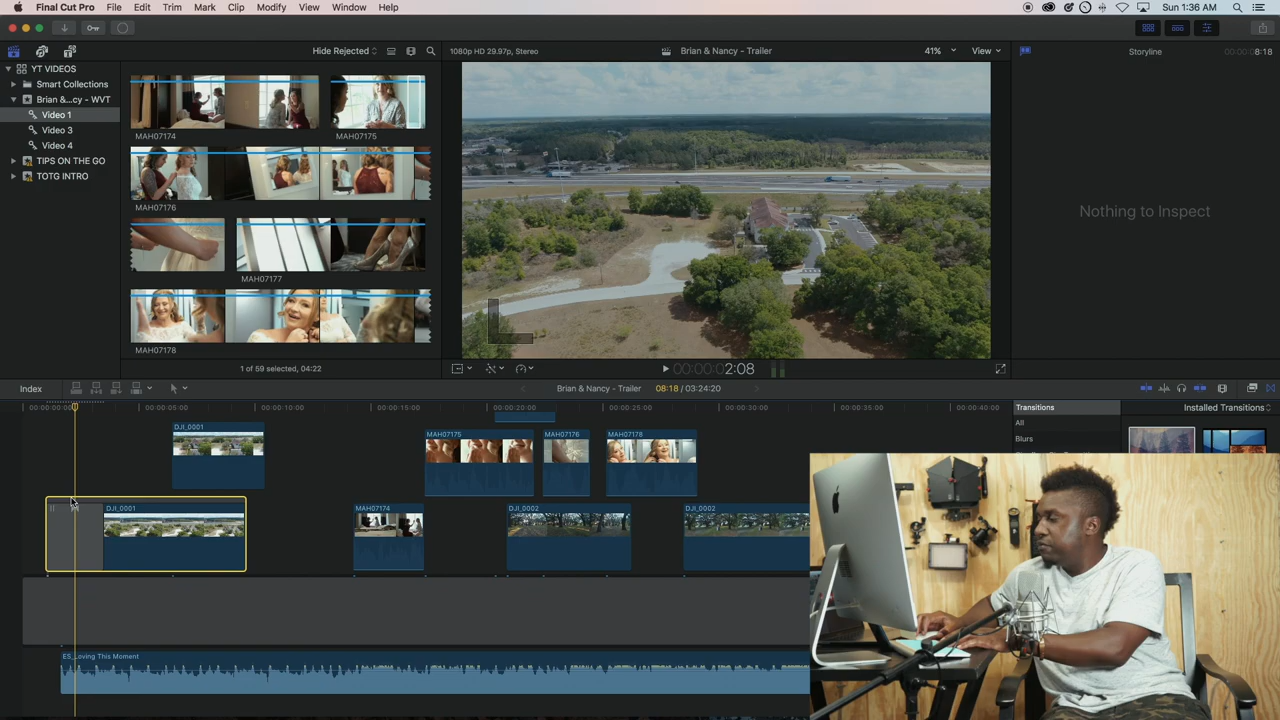 Final Cut Pro File Edit Trim Mark Clip Modify View Window Help
Sun 1:36 AM
Hide Rejected
1080p HD 29.97p, Stereo
Brian & Nancy - Trailer
41%
View
Storyline
00:00:08:18
YT VIDEOS
Smart Collections
Brian &...cy - WVT
Video 1
Video 3
Video 4
TIPS ON THE GO
TOTG INTRO
MAH07174
MAH07175
MAH07176
MAH07177
MAH07178
1 of 59 selected, 04:22
Nothing to Inspect
00:00:02:08
Index
Brian & Nancy - Trailer
08:18 / 03:24:20
00:00:00:00
00:00:05:00
00:00:10:00
00:00:15:00
00:00:20:00
00:00:25:00
00:00:30:00
00:00:35:00
00:00:40:00
Transitions
Installed Transitions
All
Blurs
DJI_0001
MAH07175
MAH07176
MAH07178
DJI_0001
MAH07174
DJI_0002
DJI_0002
ES_Loving This Moment